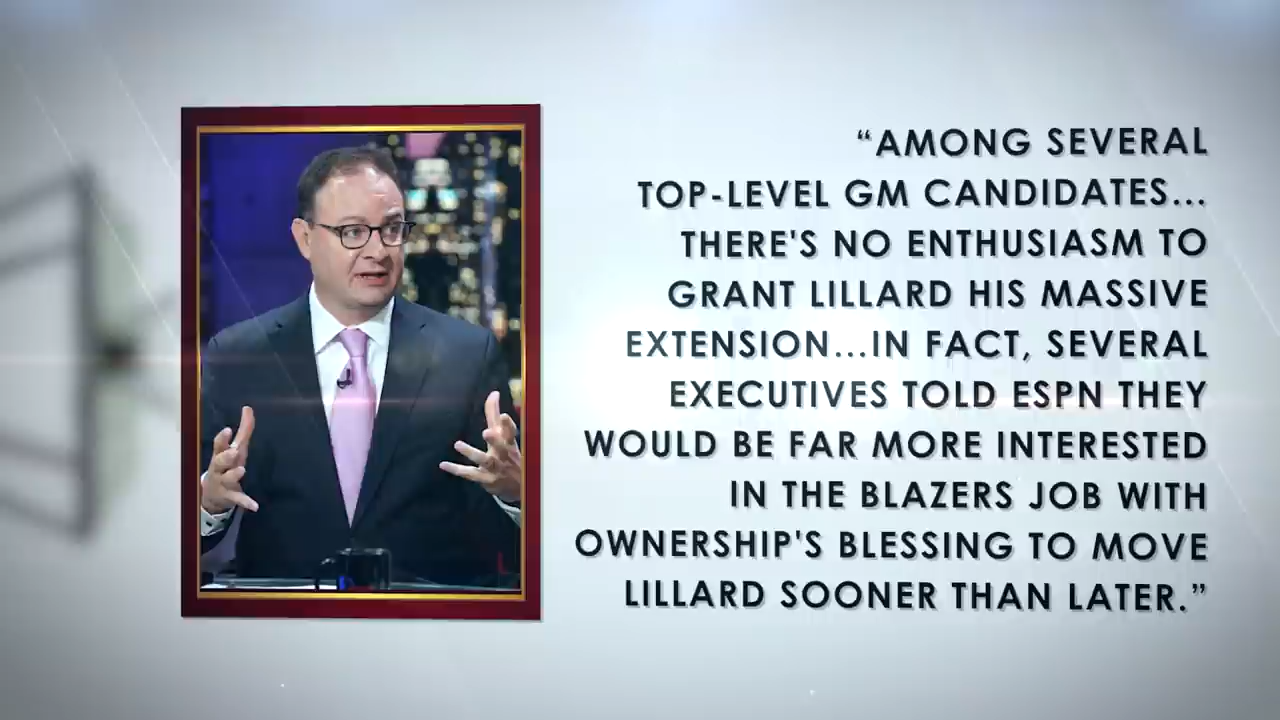 “AMONG SEVERAL
TOP-LEVEL GM CANDIDATES...
THERE'S NO ENTHUSIASM TO
GRANT LILLARD HIS MASSIVE
EXTENSION...IN FACT, SEVERAL
EXECUTIVES TOLD ESPN THEY
WOULD BE FAR MORE INTERESTED
IN THE BLAZERS JOB WITH
OWNERSHIP'S BLESSING TO MOVE
LILLARD SOONER THAN LATER.”